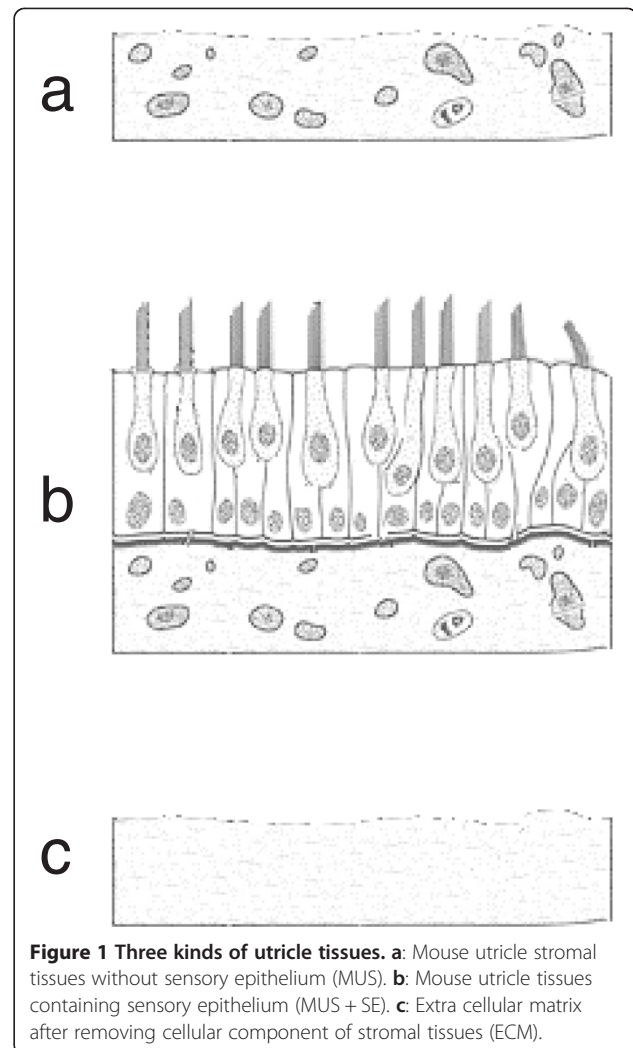 a
b
c
Figure 1 Three kinds of utricle tissues. a: Mouse utricle stromal
tissues without sensory epithelium (MUS). b: Mouse utricle tissues
containing sensory epithelium (MUS + SE). c: Extra cellular matrix
after removing cellular component of stromal tissues (ECM).